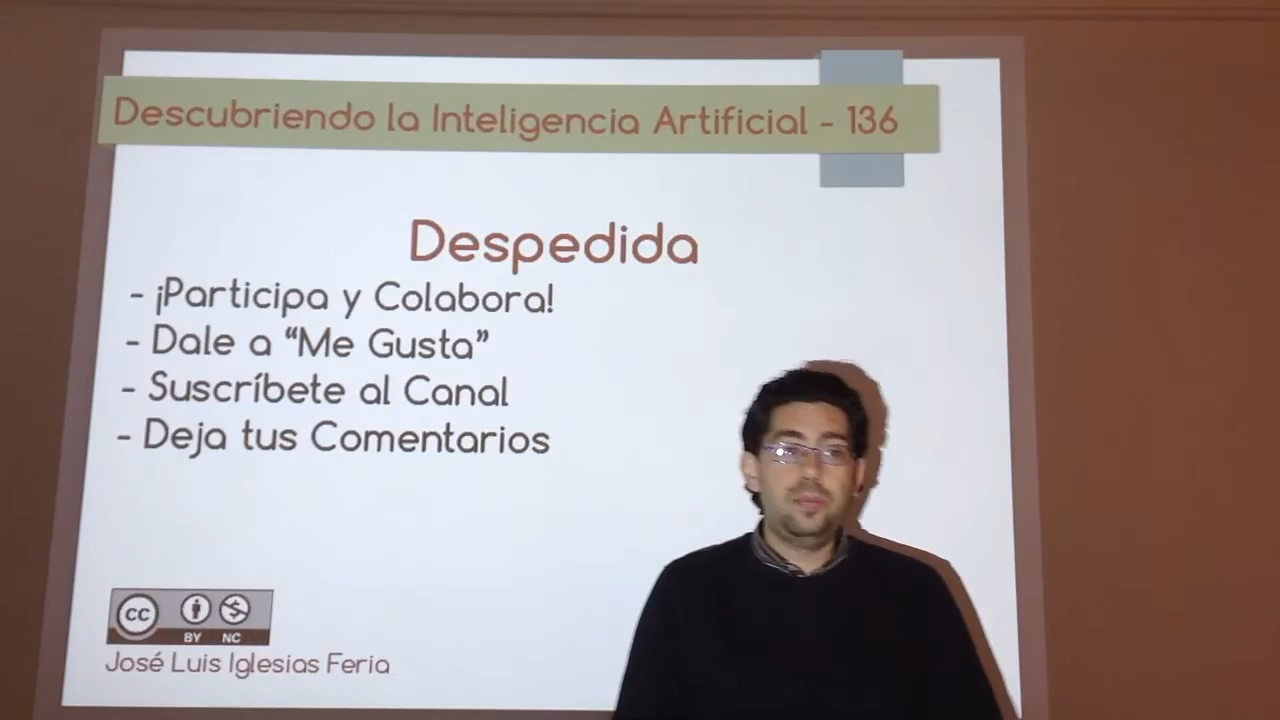 Descubriendo la Inteligencia Artificial - 136
Despedida
- ¡Participa y Colabora!
- Dale a “Me Gusta”
- Suscríbete al Canal
- Deja tus Comentarios
CC BY NC
José Luis Iglesias Feria